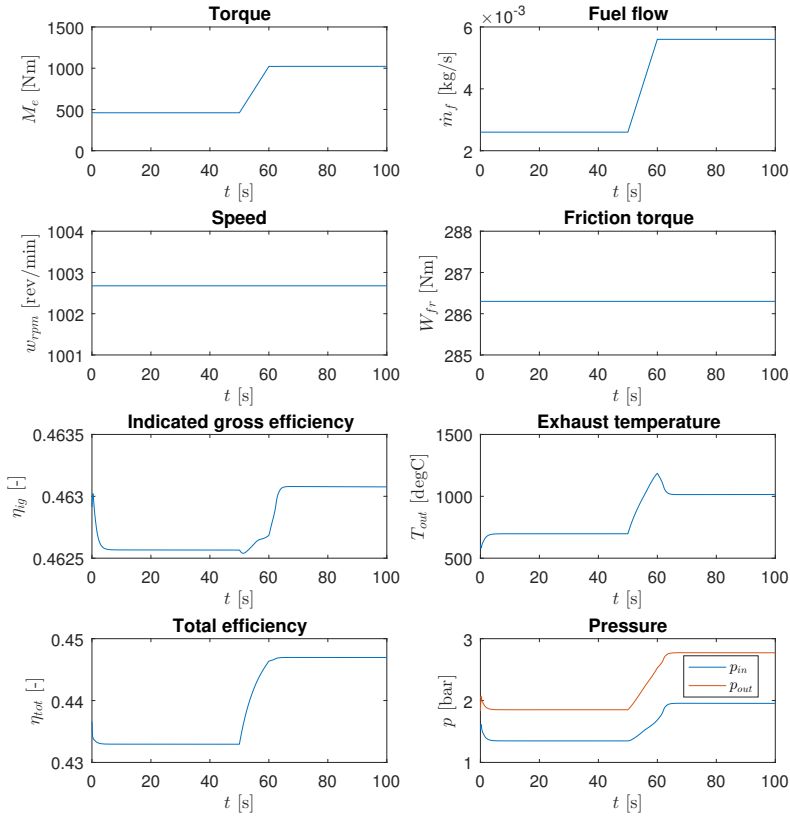 Torque
1500
1000
500
0
M_e [Nm]
0 20 40 60 80 100
t [s]
Fuel flow
×10^-3
6
4
2
ṁ_f [kg/s]
0 20 40 60 80 100
t [s]
Speed
1004
1003
1002
1001
w_rpm [rev/min]
0 20 40 60 80 100
t [s]
Friction torque
288
287
286
285
W_fr [Nm]
0 20 40 60 80 100
t [s]
Indicated gross efficiency
0.4635
0.463
0.4625
η_ig [-]
0 20 40 60 80 100
t [s]
Exhaust temperature
1500
1000
500
T_out [degC]
0 20 40 60 80 100
t [s]
Total efficiency
0.45
0.44
0.43
η_tot [-]
0 20 40 60 80 100
t [s]
Pressure
3
2
1
p [bar]
p_in
p_out
0 20 40 60 80 100
t [s]